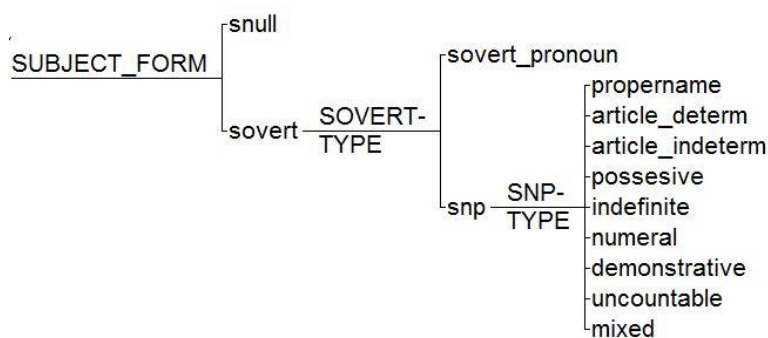 snull
SUBJECT_FORM
sovert_pronoun
propername
SOVERT-
article_determ
sovert
TYPE
article_indeterm
possesive
snp
SNP-
indefinite
TYPE
numeral
demonstrative
uncountable
mixed